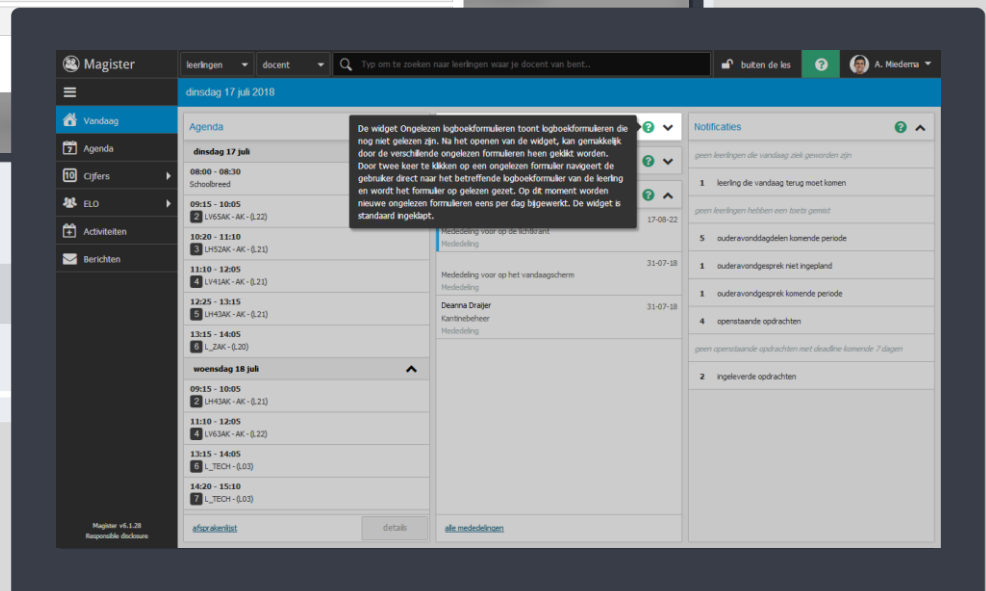 Magister
leerlingen
docent
Typ om te zoeken naar leerlingen waar je docent van bent..
buiten de les
?
A. Miedema
dinsdag 17 juli 2018
Vandaag
7 Agenda
10 Cijfers
ELO
Activiteiten
Berichten
Magister v6.1.28
Responsible disclosure
Agenda
dinsdag 17 juli
08:00 - 08:30
Schoolbreed
09:15 - 10:05
2 LV65AK - AK - (L22)
10:20 - 11:10
3 LH52AK - AK - (L21)
11:10 - 12:05
4 LV41AK - AK - (L21)
12:25 - 13:15
5 LH43AK - AK - (L21)
13:15 - 14:05
6 L_ZAK - (L20)
woensdag 18 juli
09:15 - 10:05
2 LH43AK - AK - (L21)
11:10 - 12:05
4 LV63AK - AK - (L22)
13:15 - 14:05
6 L_TECH - (L03)
14:20 - 15:10
7 L_TECH - (L03)
afsprakenlijst
details
De widget Ongelezen logboekformulieren toont logboekformulieren die
nog niet gelezen zijn. Na het openen van de widget, kan gemakkelijk
door de verschillende ongelezen formulieren heen geklikt worden.
Door twee keer te klikken op een ongelezen formulier navigeert de
gebruiker direct naar het betreffende logboekformulier van de leerling
en wordt het formulier op gelezen gezet. Op dit moment worden
nieuwe ongelezen formulieren eens per dag bijgewerkt. De widget is
standaard ingeklapt.
?
?
?
17-08-22
Mededeling voor op de lichtkrant
Mededeling
31-07-18
Mededeling voor op het vandaagscherm
Mededeling
Deanna Draijer 31-07-18
Kantinebeheer
Mededeling
alle mededelingen
Notificaties ?
geen leerlingen die vandaag ziek geworden zijn
1 leerling die vandaag terug moet komen
geen leerlingen hebben een toets gemist
5 ouderavonddagdelen komende periode
1 ouderavondgesprek niet ingepland
1 ouderavondgesprek komende periode
4 openstaande opdrachten
geen openstaande opdrachten met deadline komende 7 dagen
2 ingeleverde opdrachten